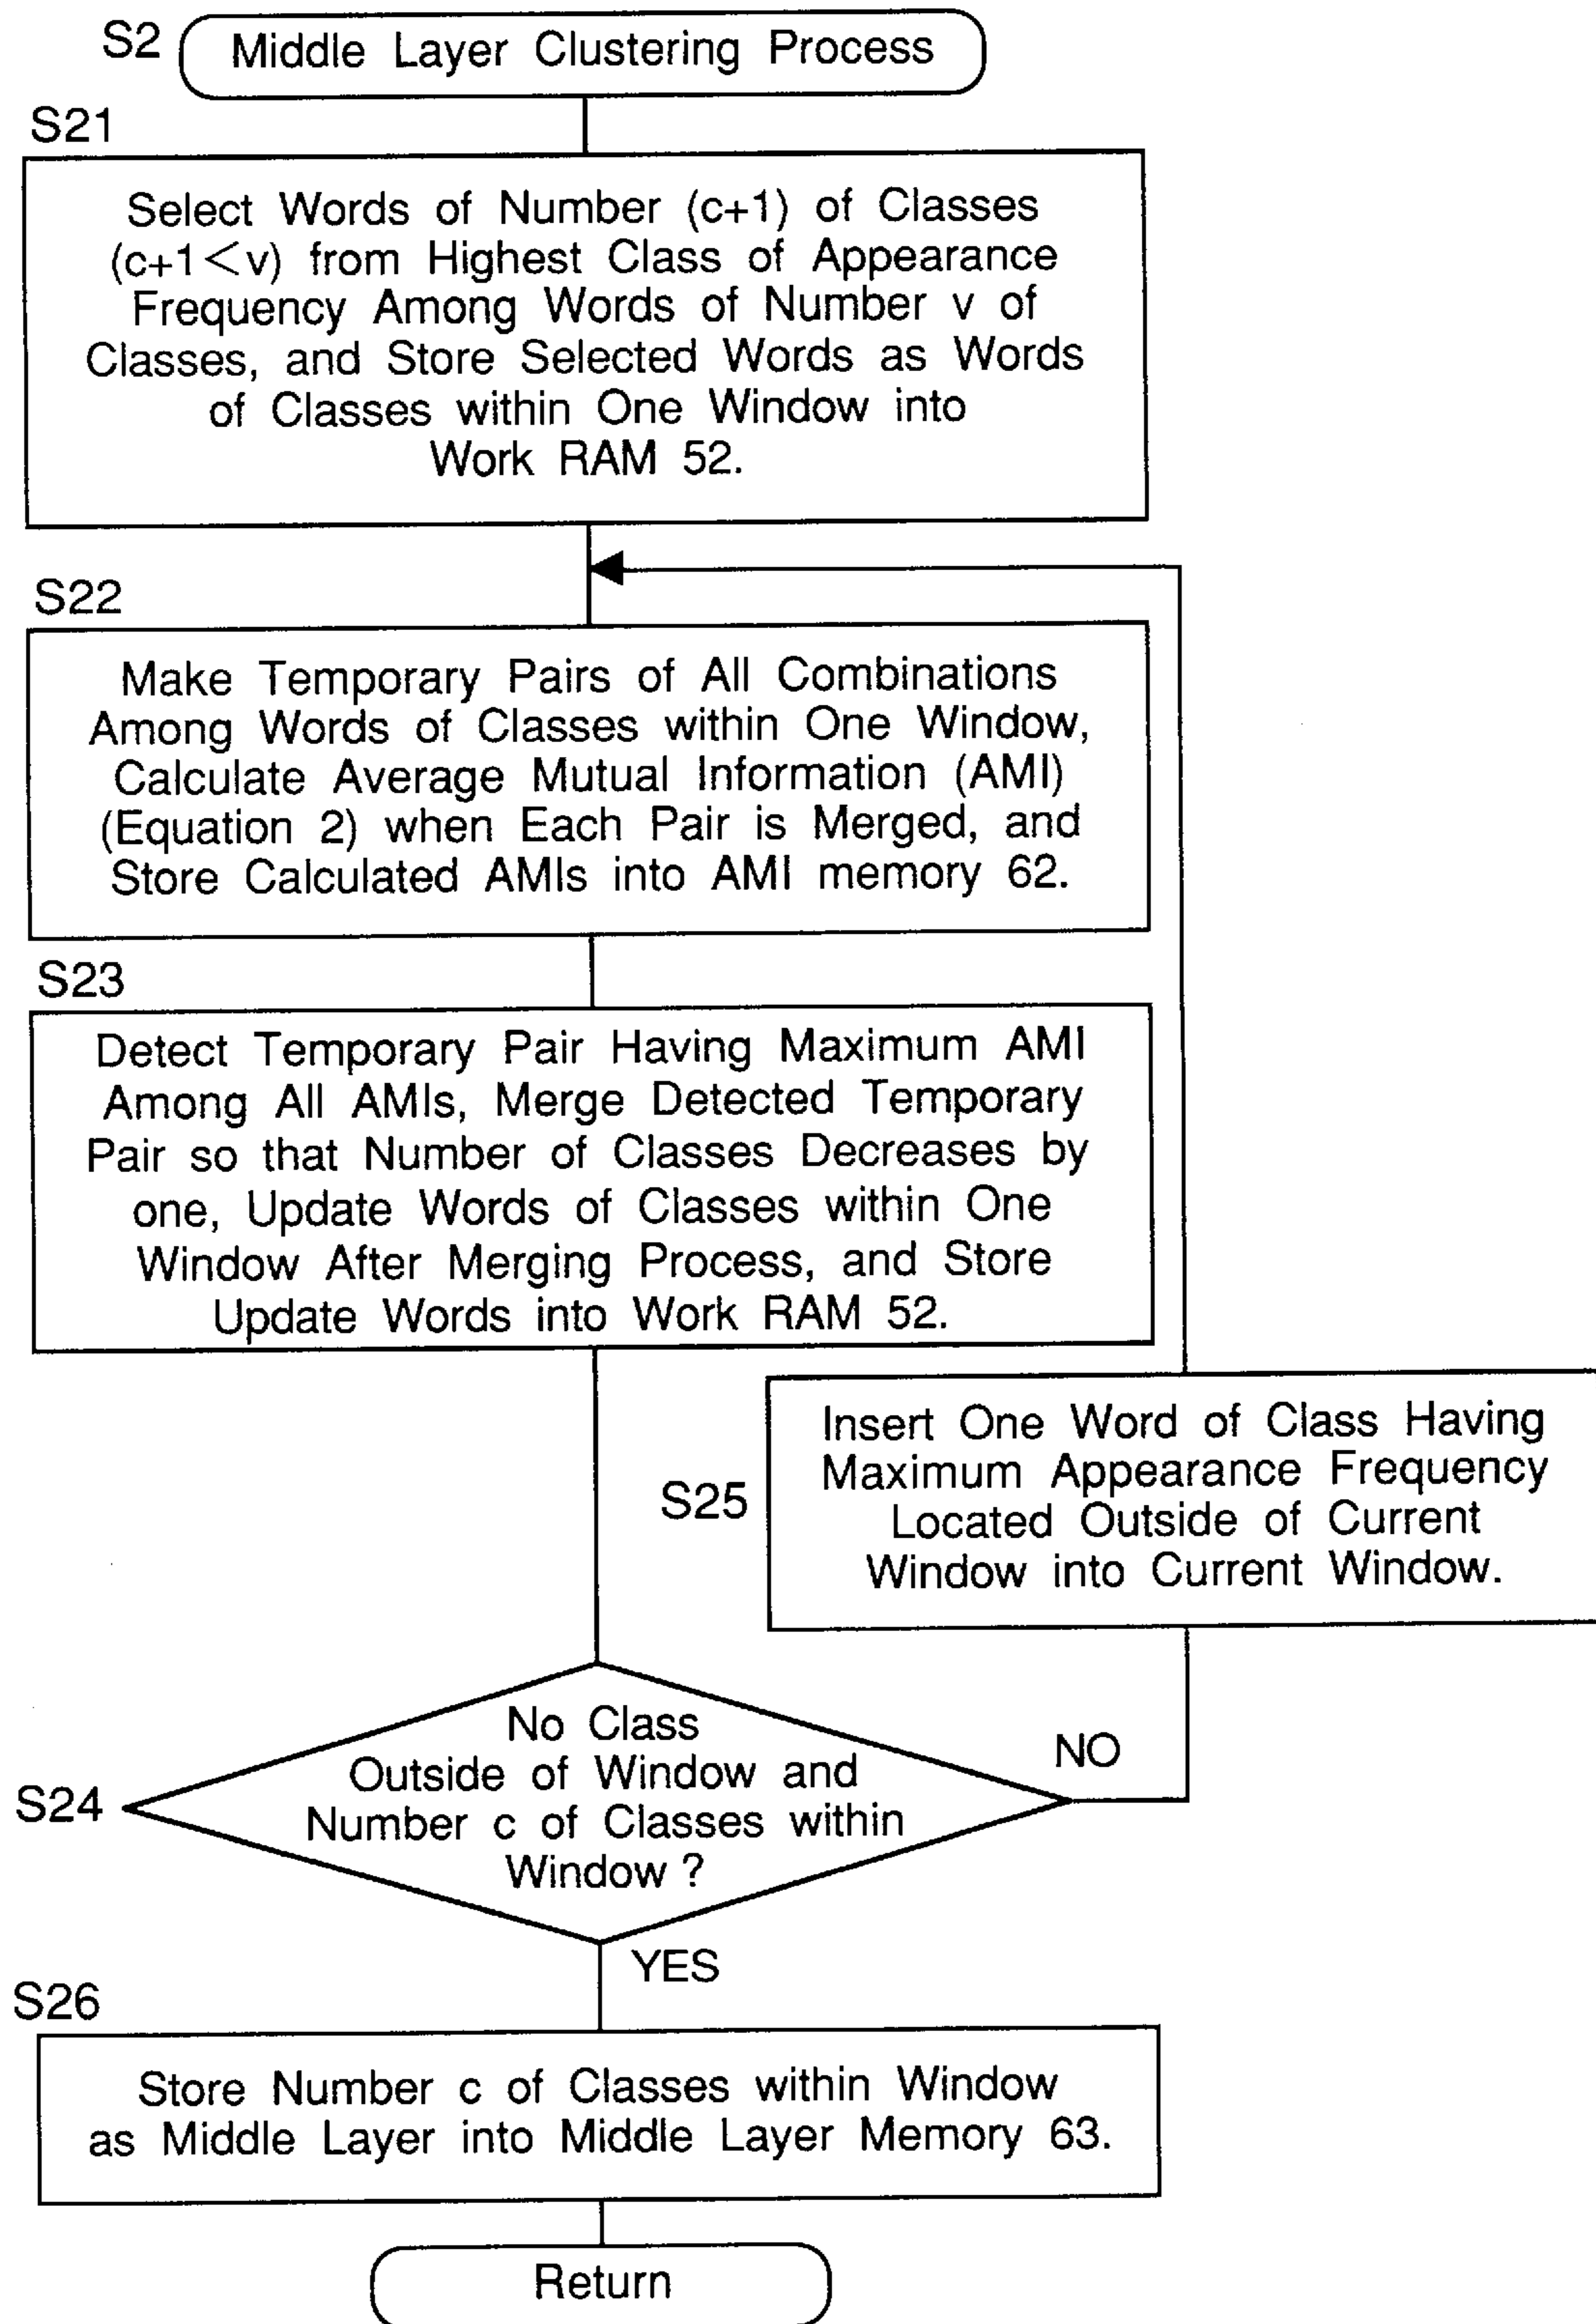 S2
Middle Layer Clustering Process
S21
Select Words of Number (c+1) of Classes
(c+1<v) from Highest Class of Appearance
Frequency Among Words of Number v of
Classes, and Store Selected Words as Words
of Classes within One Window into
Work RAM 52.
S22
Make Temporary Pairs of All Combinations
Among Words of Classes within One Window,
Calculate Average Mutual Information (AMI)
(Equation 2) when Each Pair is Merged, and
Store Calculated AMIs into AMI memory 62.
S23
Detect Temporary Pair Having Maximum AMI
Among All AMIs, Merge Detected Temporary
Pair so that Number of Classes Decreases by
one, Update Words of Classes within One
Window After Merging Process, and Store
Update Words into Work RAM 52.
S25
Insert One Word of Class Having
Maximum Appearance Frequency
Located Outside of Current
Window into Current Window.
S24
No Class
Outside of Window and
Number c of Classes within
Window ?
NO
YES
S26
Store Number c of Classes within Window
as Middle Layer into Middle Layer Memory 63.
Return